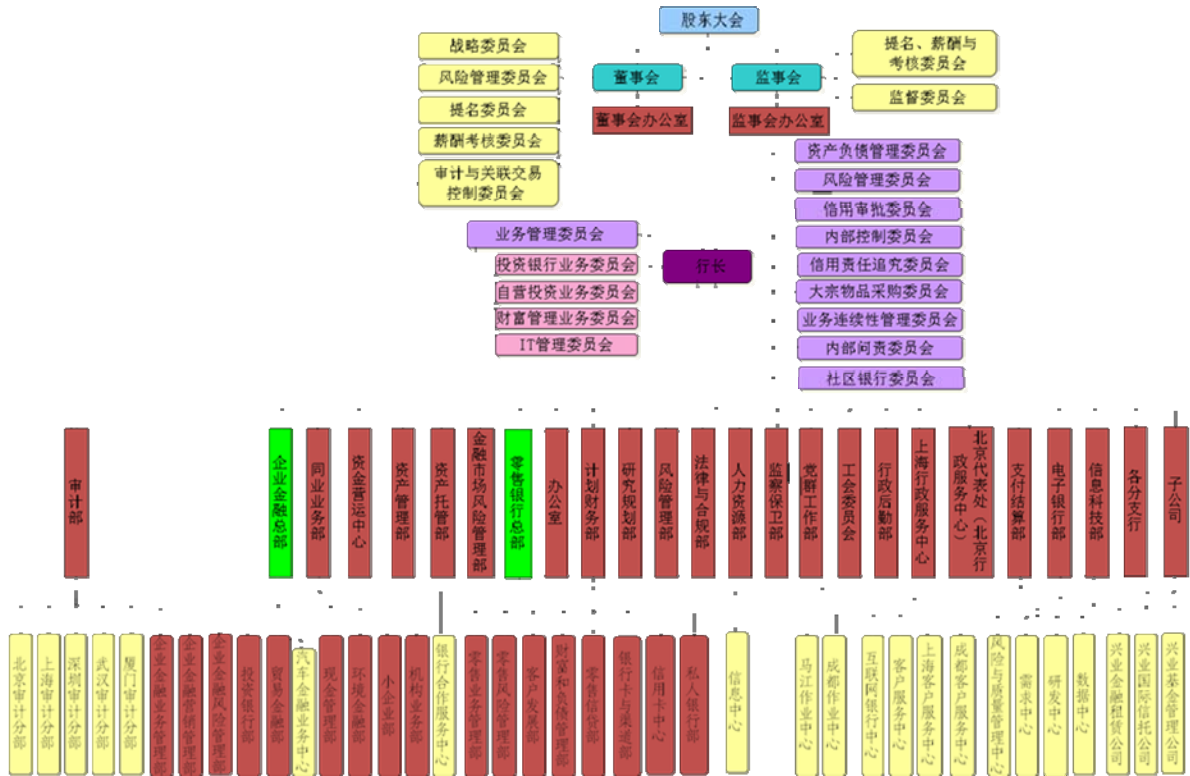 股东大会
战略委员会
风险管理委员会
提名委员会
薪酬考核委员会
审计与关联交易
控制委员会
董事会
监事会
董事会办公室
监事会办公室
提名、薪酬与
考核委员会
监督委员会
资产负债管理委员会
风险管理委员会
信用审批委员会
内部控制委员会
信用责任追究委员会
大宗物品采购委员会
业务连续性管理委员会
内部问责委员会
社区银行委员会
业务管理委员会
投资银行业务委员会
自营投资业务委员会
财富管理业务委员会
IT管理委员会
行长
审计部
企业金融总部
同业业务部
资金营运中心
资产管理部
资产托管部
金融市场风险管理部
零售银行总部
办公室
计划财务部
研究规划部
风险管理部
法律与合规部
人力资源部
监察保卫部
党群工作部
工会委员会
行政后勤部
上海行政服务中心
北京代表处（北京行
政服务中心）
支付结算部
电子银行部
信息科技部
各分支行
子公司
北京审计分部
上海审计分部
深圳审计分部
武汉审计分部
厦门审计分部
企业金融业务管理部
企业金融营销管理部
企业金融风险管理部
投资银行部
贸易金融部
汽车金融业务中心
现金管理部
环境金融部
小企业部
机构业务部
银行合作服务中心
零售业务管理部
零售风险管理部
客户发展部
财富和负债管理部
零售信贷部
银行卡与渠道部
信用卡中心
私人银行部
信息中心
马江作业中心
成都作业中心
互联网银行中心
客户服务中心
上海客户服务中心
成都客户服务中心
风险与质量管理中心
需求中心
研发中心
数据中心
兴业金融租赁公司
兴业国际信托公司
兴业基金管理公司